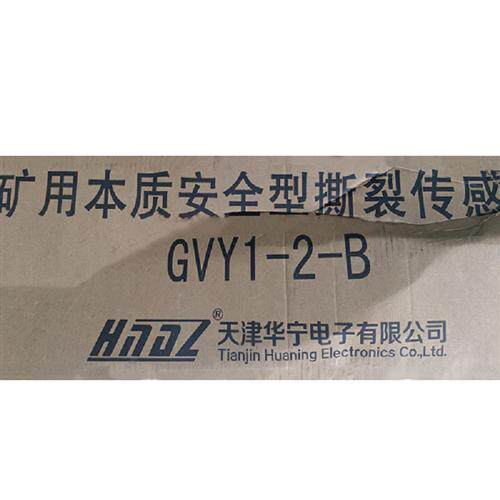 矿用本质安全型撕裂传感
GVY1-2-B
HNDZ® 天津华宁电子有限公司
Tianjin Huaning Electronics Co.,Ltd.